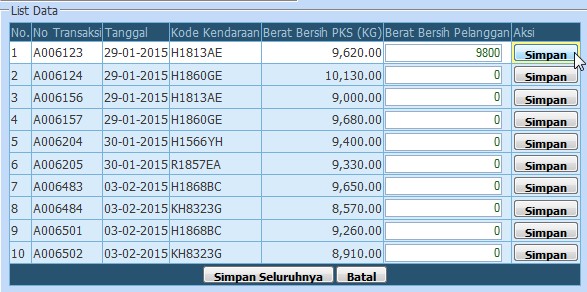 List Data
No. No Transaksi Tanggal Kode Kendaraan Berat Bersih PKS (KG) Berat Bersih Pelanggan Aksi
1 A006123 29-01-2015 H1813AE 9,620.00 9800 Simpan
2 A006124 29-01-2015 H1860GE 10,130.00 0 Simpan
3 A006156 29-01-2015 H1813AE 9,000.00 0 Simpan
4 A006157 29-01-2015 H1860GE 9,680.00 0 Simpan
5 A006204 30-01-2015 H1566YH 9,400.00 0 Simpan
6 A006205 30-01-2015 R1857EA 9,330.00 0 Simpan
7 A006483 03-02-2015 H1868BC 9,650.00 0 Simpan
8 A006484 03-02-2015 KH8323G 8,570.00 0 Simpan
9 A006501 03-02-2015 H1868BC 9,260.00 0 Simpan
10 A006502 03-02-2015 KH8323G 8,910.00 0 Simpan
Simpan Seluruhnya Batal